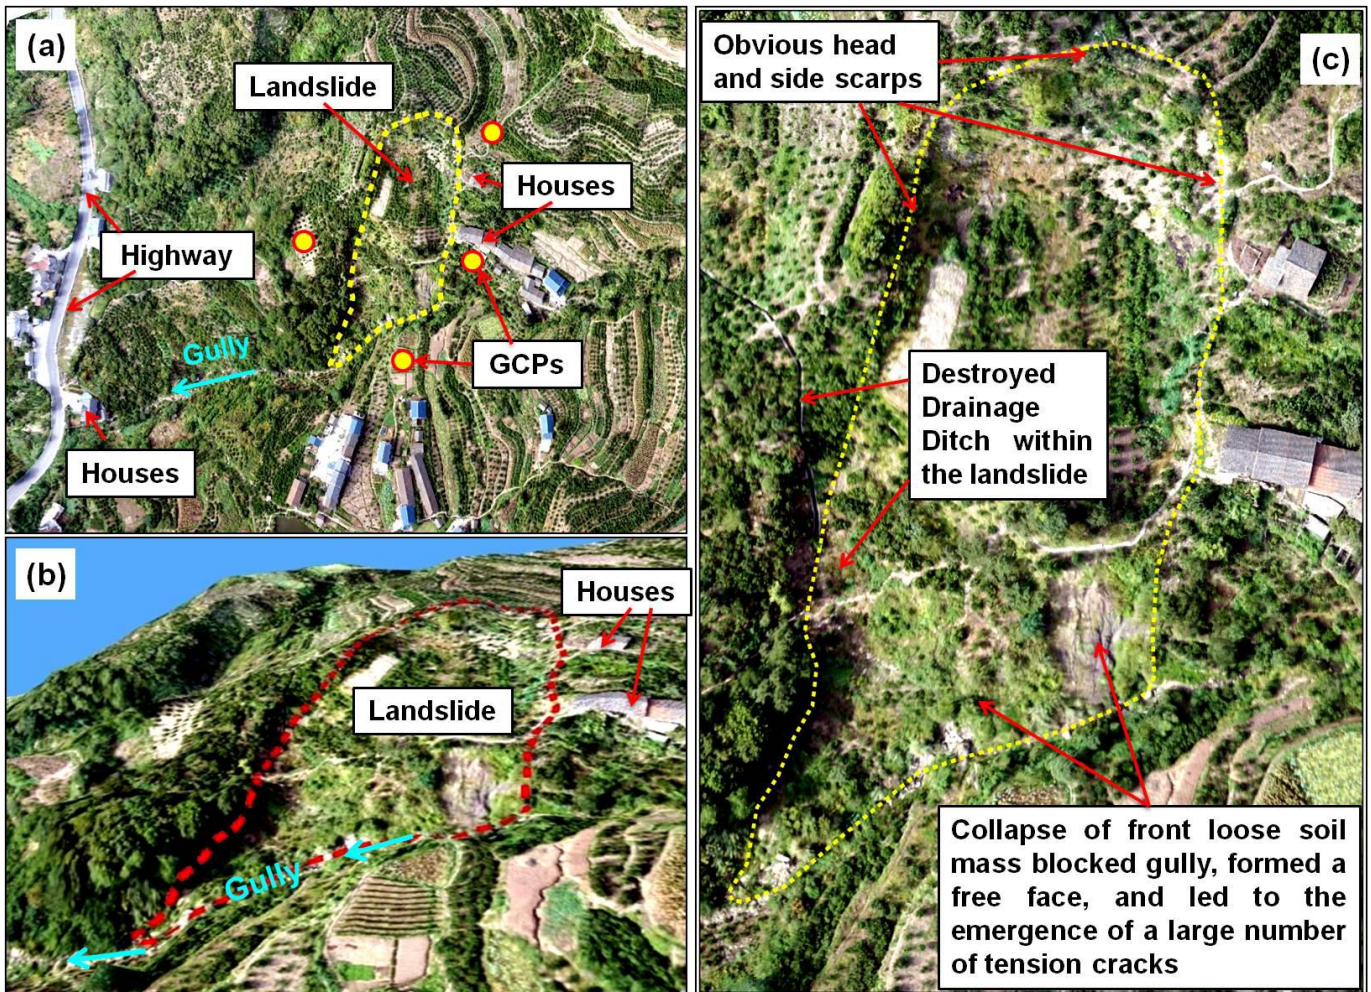 (a)
Landslide
Houses
Highway
Gully
GCPs
Houses
(b)
Houses
Landslide
Gully
(c)
Obvious head
and side scarps
Destroyed
Drainage
Ditch within
the landslide
Collapse of front loose soil
mass blocked gully, formed a
free face, and led to the
emergence of a large number
of tension cracks